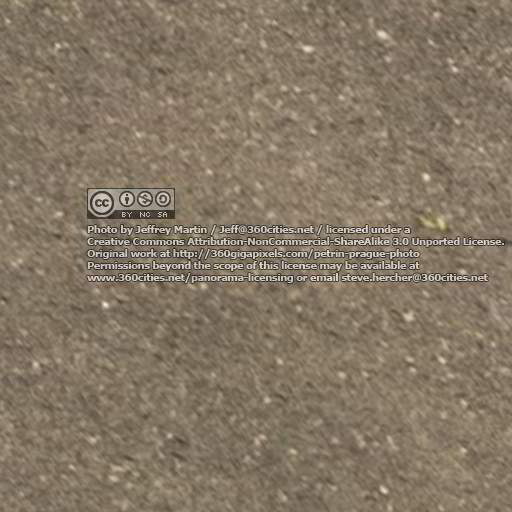 cc BY NC SA
Photo by Jeffrey Martin / Jeff@360cities.net / licensed under a
Creative Commons Attribution-NonCommercial-ShareAlike 3.0 Unported License.
Original work at http://360gigapixels.com/petrin-prague-photo
Permissions beyond the scope of this license may be available at
www.360cities.net/panorama-licensing or email steve.hercher@360cities.net